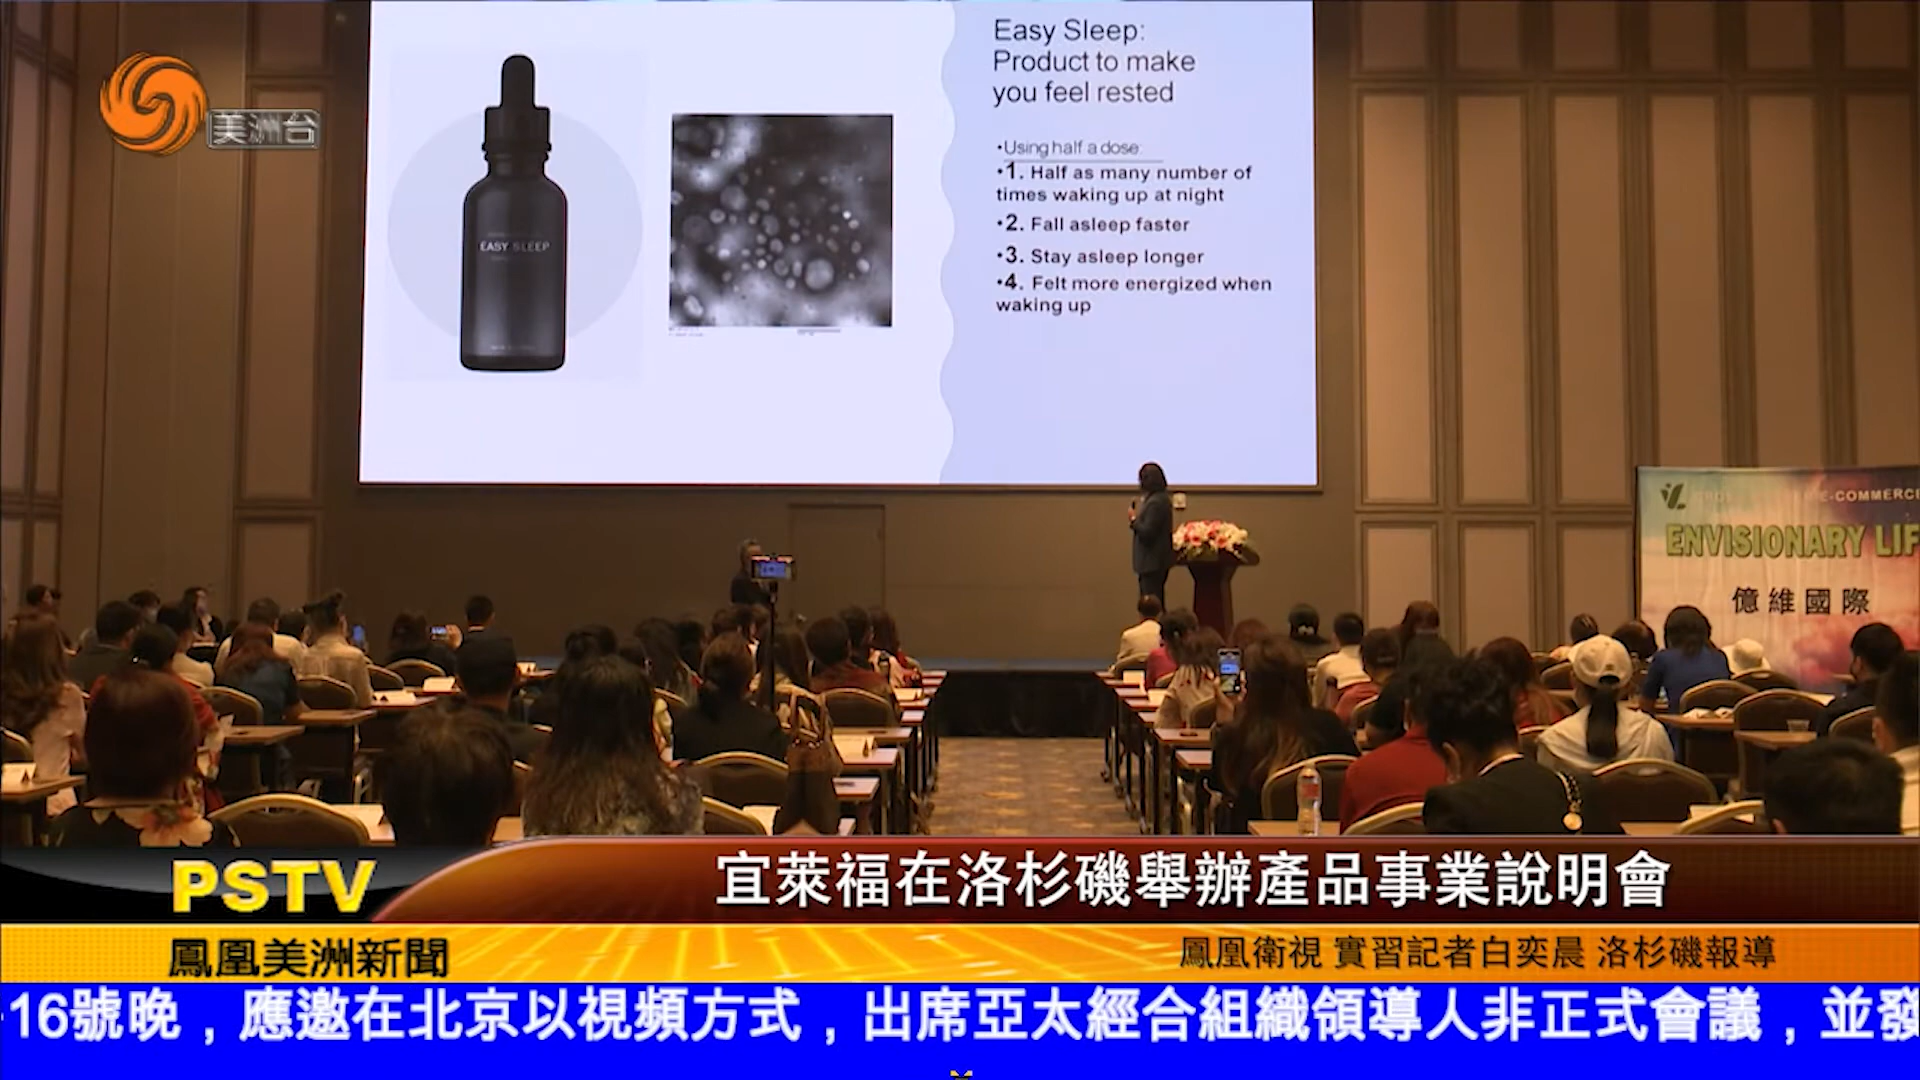 美洲台
Easy Sleep:
Product to make
you feel rested
•Using half a dose:
•1. Half as many number of
times waking up at night
•2. Fall asleep faster
•3. Stay asleep longer
•4. Felt more energized when
waking up
EASY SLEEP
E-COMMERCE
ENVISIONARY LIF
億維國際
PSTV
宜萊福在洛杉磯舉辦產品事業說明會
鳳凰美洲新聞
鳳凰衛視 實習記者白奕晨 洛杉磯報導
16號晚，應邀在北京以視頻方式，出席亞太經合組織領導人非正式會議，並發